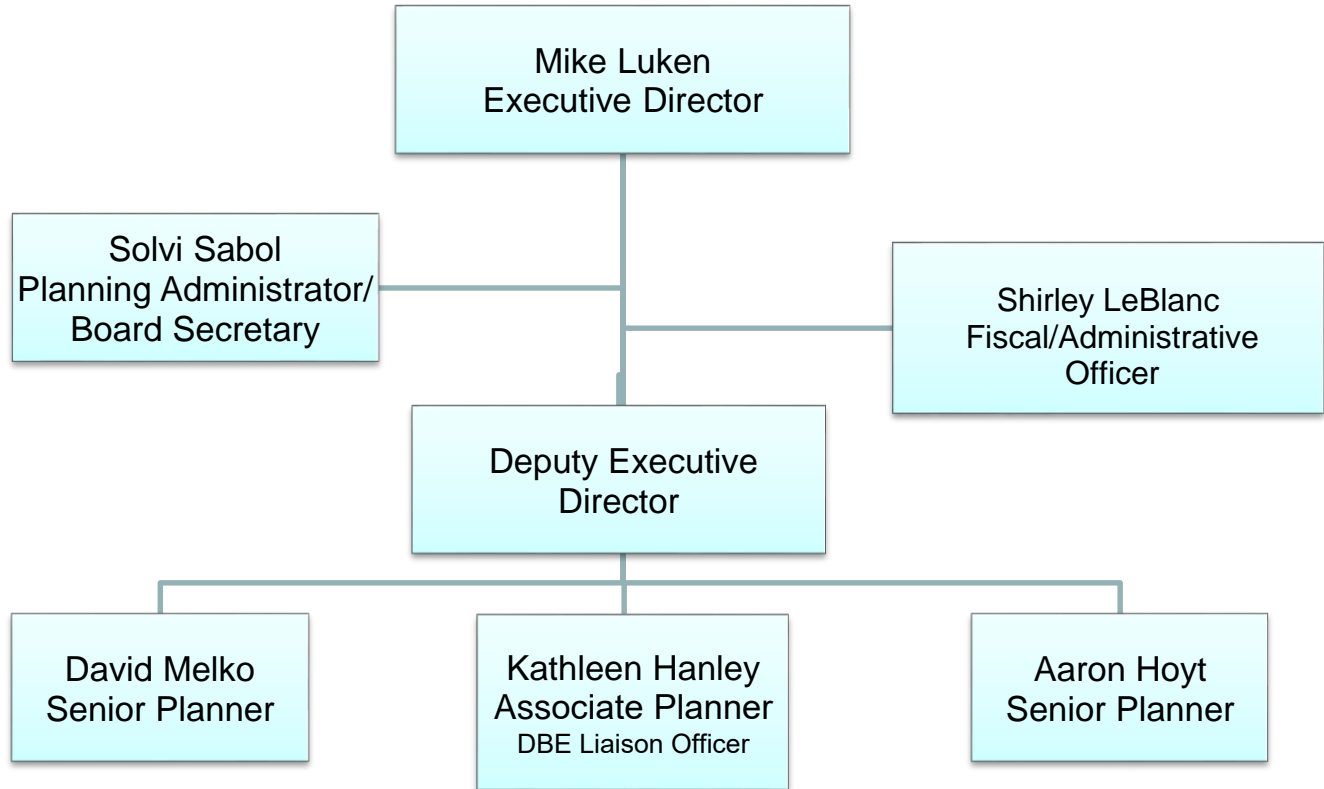 Mike Luken
Executive Director
Solvi Sabol
Planning Administrator/
Board Secretary
Shirley LeBlanc
Fiscal/Administrative
Officer
Deputy Executive
Director
David Melko
Senior Planner
Kathleen Hanley
Associate Planner
DBE Liaison Officer
Aaron Hoyt
Senior Planner